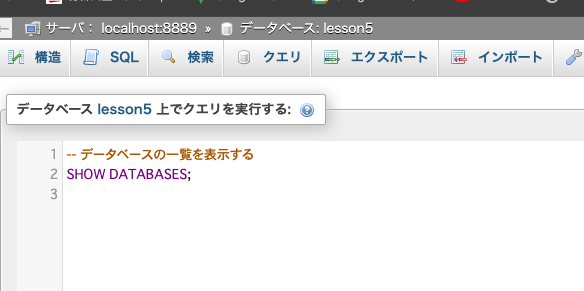 サーバ: localhost:8889 » データベース: lesson5
構造 SQL 検索 クエリ エクスポート インポート
データベース lesson5 上でクエリを実行する:
1 -- データベースの一覧を表示する
2 SHOW DATABASES;
3